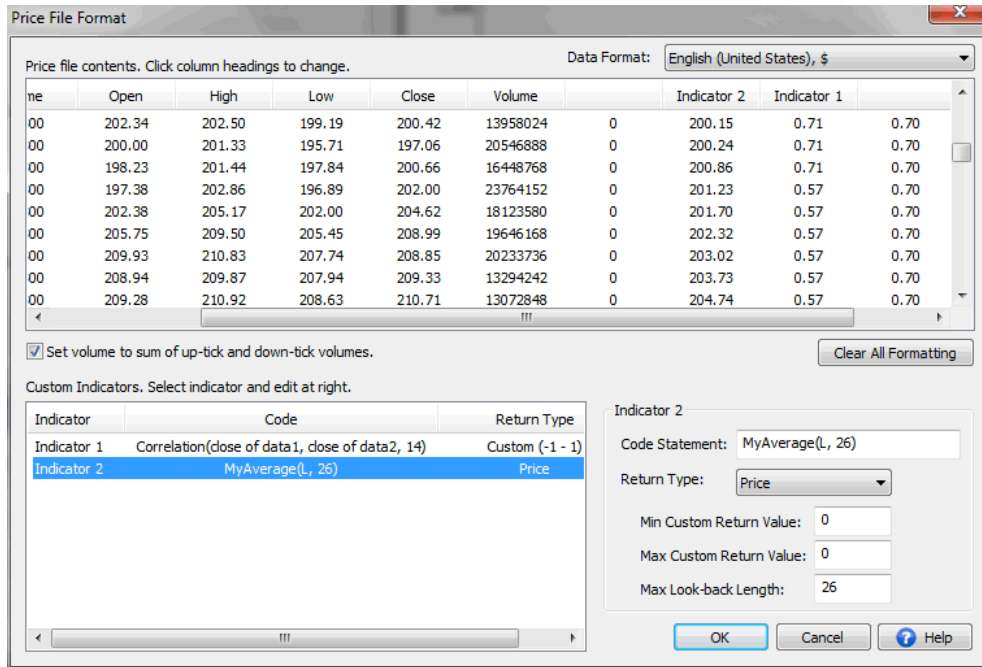 Price File Format
Data Format: English (United States), $
Price file contents. Click column headings to change.
me Open High Low Close Volume Indicator 2 Indicator 1
00 202.34 202.50 199.19 200.42 13958024 0 200.15 0.71 0.70
00 200.00 201.33 195.71 197.06 20546888 0 200.24 0.71 0.70
00 198.23 201.44 197.84 200.66 16448768 0 200.86 0.71 0.70
00 197.38 202.86 196.89 202.00 23764152 0 201.23 0.57 0.70
00 202.38 205.17 202.00 204.62 18123580 0 201.70 0.57 0.70
00 205.75 209.50 205.45 208.99 19646168 0 202.32 0.57 0.70
00 209.93 210.83 207.74 208.85 20233736 0 203.02 0.57 0.70
00 208.94 209.87 207.94 209.33 13294242 0 203.73 0.57 0.70
00 209.28 210.92 208.63 210.71 13072848 0 204.74 0.57 0.70
Set volume to sum of up-tick and down-tick volumes.
Clear All Formatting
Custom Indicators. Select indicator and edit at right.
Indicator Code Return Type
Indicator 1 Correlation(close of data1, close of data2, 14) Custom (-1 - 1)
Indicator 2 MyAverage(L, 26) Price
Indicator 2
Code Statement: MyAverage(L, 26)
Return Type: Price
Min Custom Return Value: 0
Max Custom Return Value: 0
Max Look-back Length: 26
OK Cancel ? Help